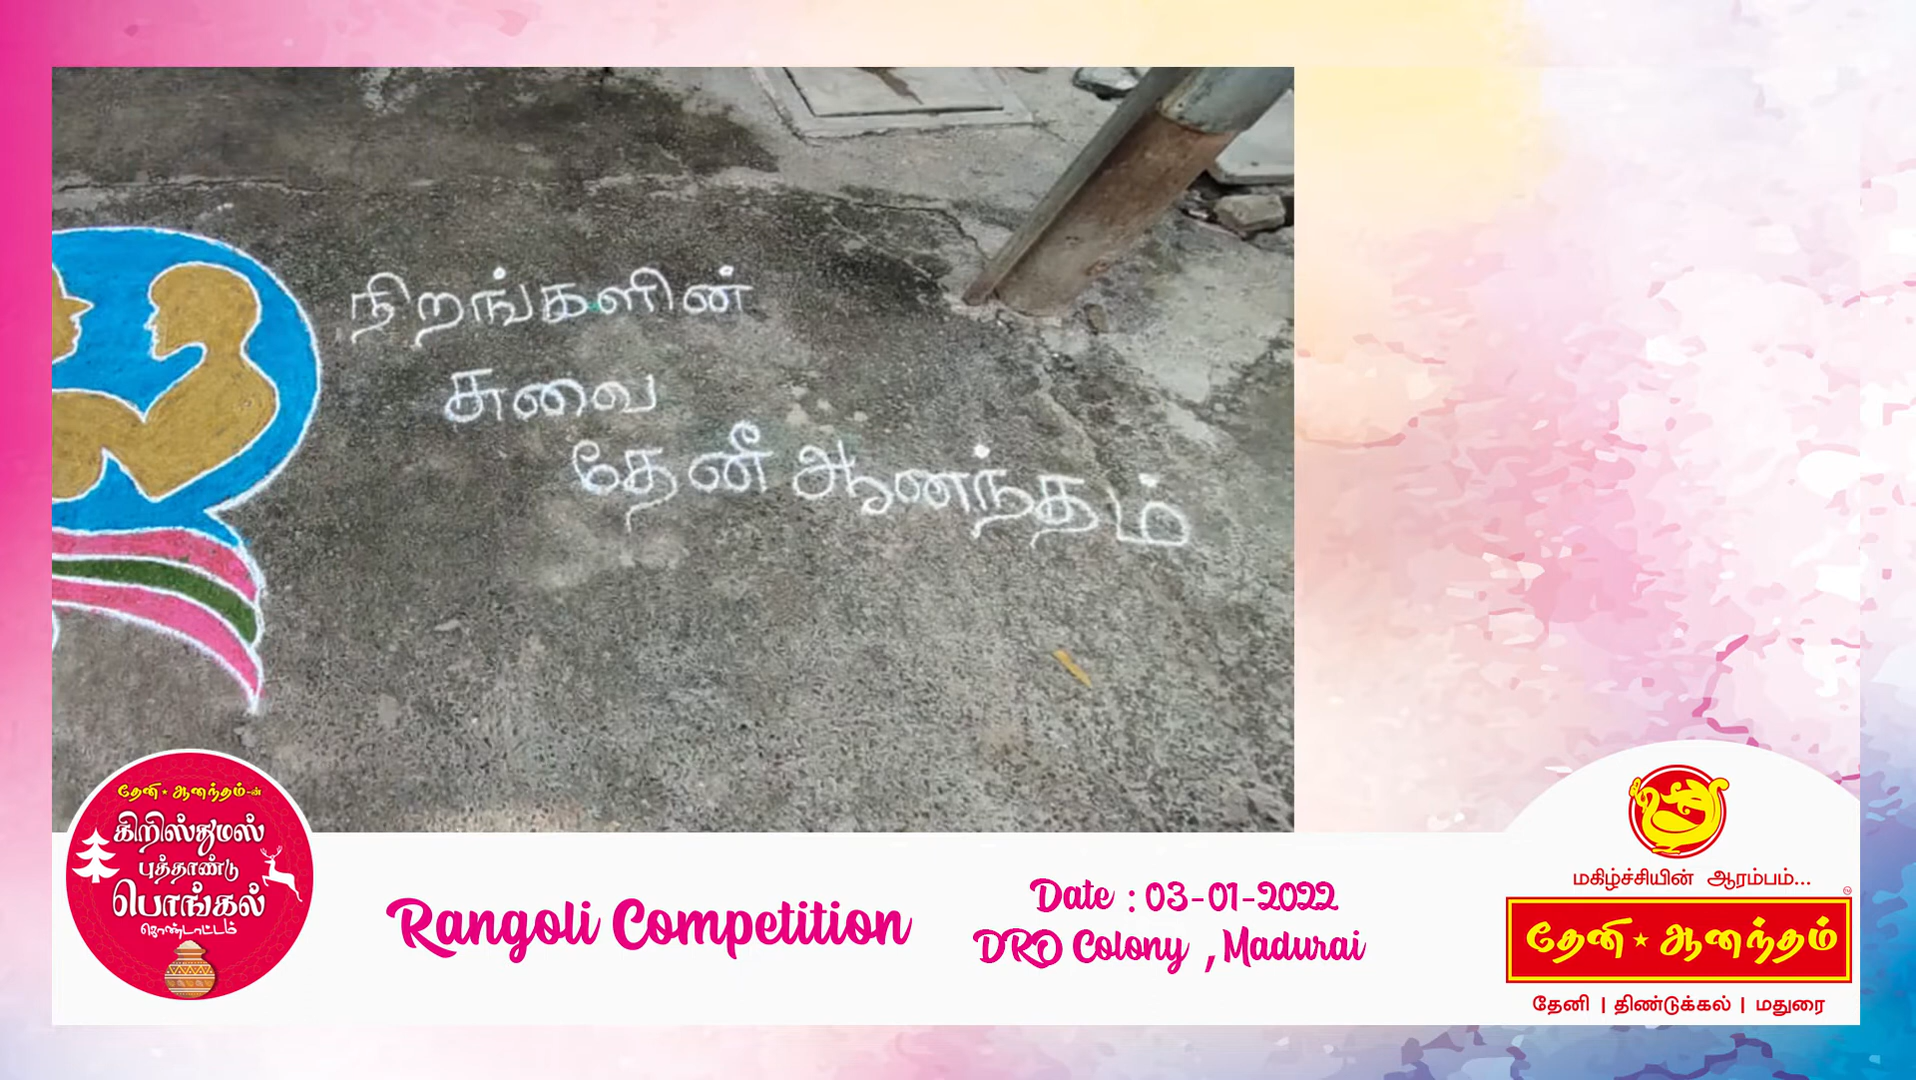 நிறங்களின்
சுவை
தேனீ ஆனந்தம்
தேனி ஆனந்தம்-ன்
கிறிஸ்துமஸ்
புத்தாண்டு
பொங்கல்
கொண்டாட்டம்
Rangoli Competition
Date : 03-01-2022
DRO Colony , Madurai
மகிழ்ச்சியின் ஆரம்பம்...
தேனி ஆனந்தம்
தேனி | திண்டுக்கல் | மதுரை